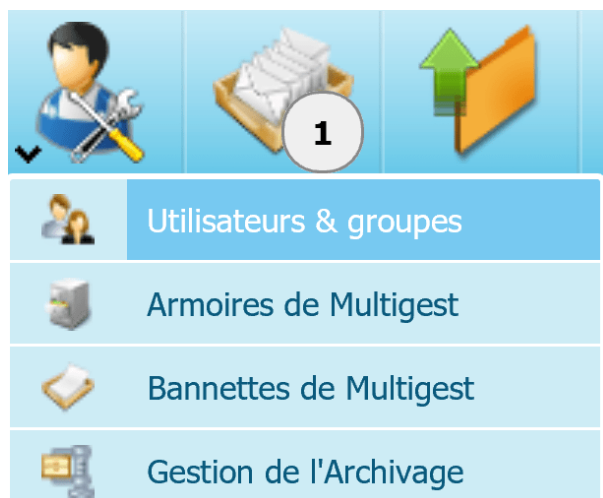 1
Utilisateurs & groupes
Armoires de Multigest
Bannettes de Multigest
Gestion de l'Archivage